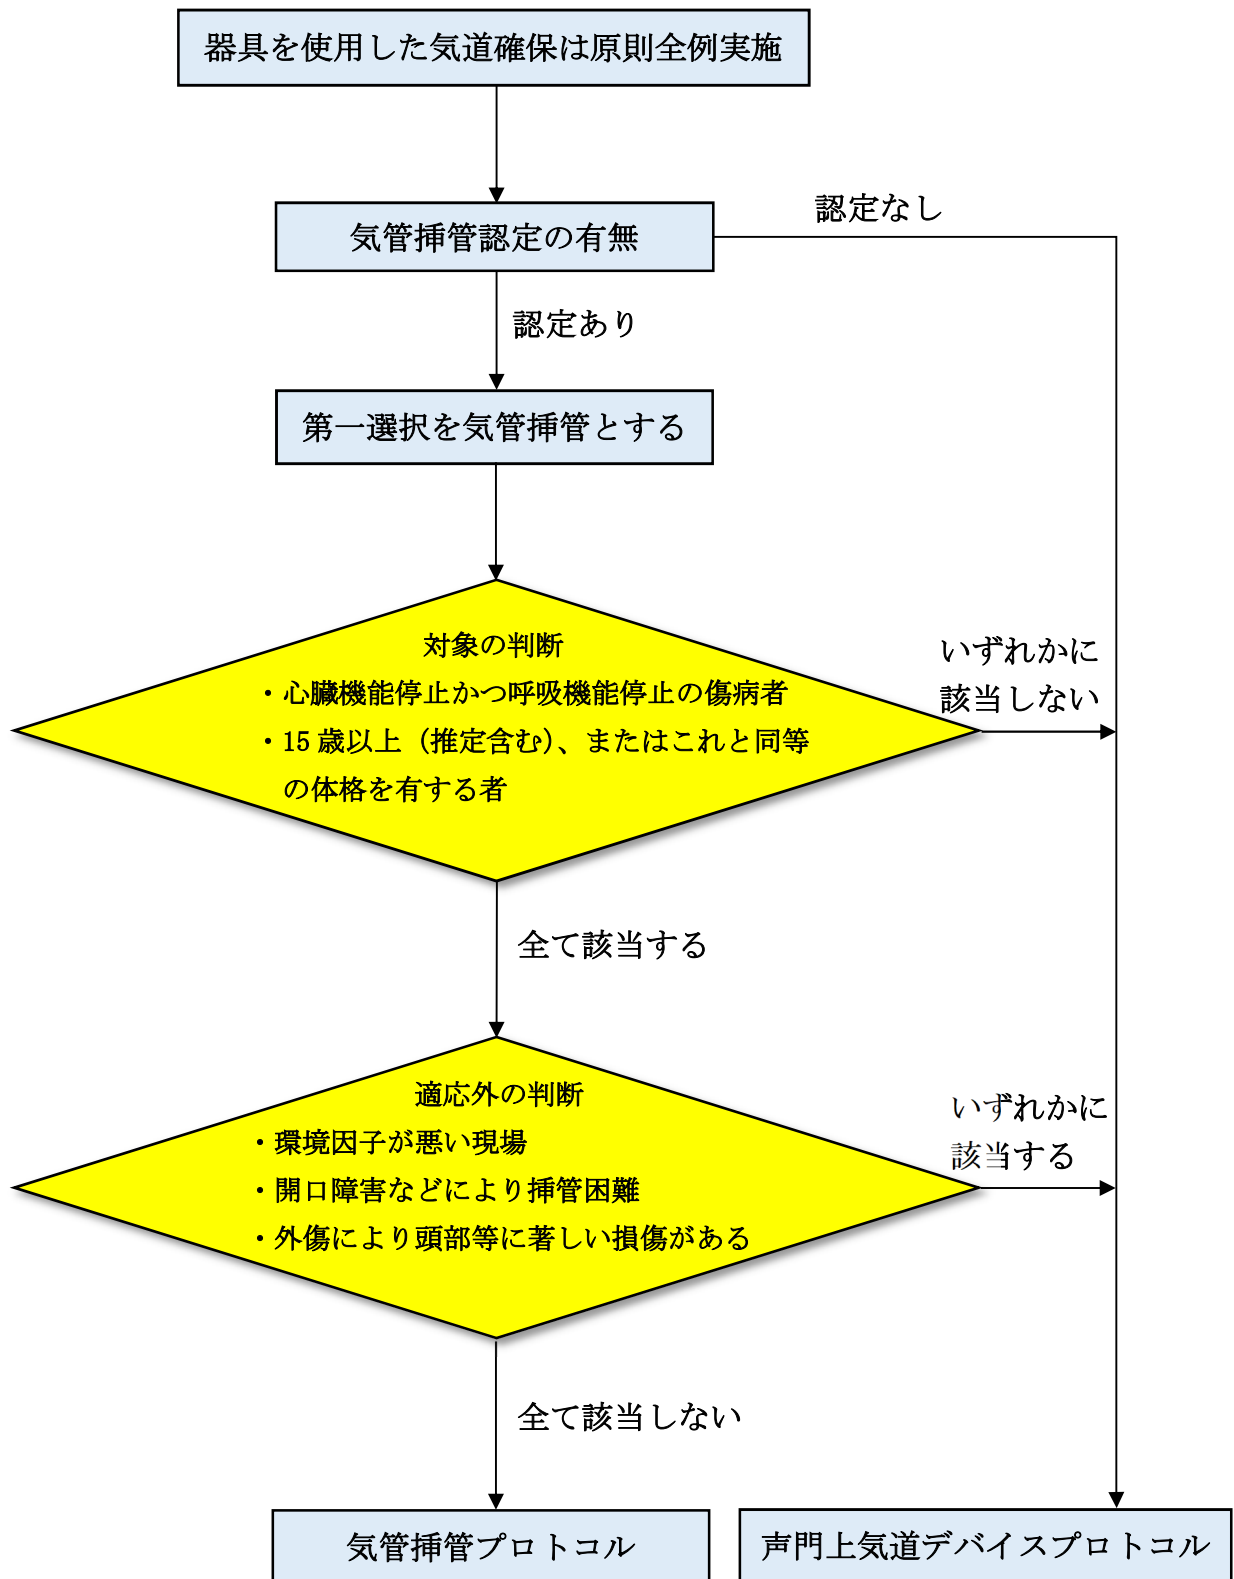 器具を使用した気道確保は原則全例実施
気管挿管認定の有無
認定なし
認定あり
第一選択を気管挿管とする
対象の判断
・心臓機能停止かつ呼吸機能停止の傷病者
・15 歳以上（推定含む）、またはこれと同等
の体格を有する者
いずれかに
該当しない
全て該当する
適応外の判断
・環境因子が悪い現場
・開口障害などにより挿管困難
・外傷により頭部等に著しい損傷がある
いずれかに
該当する
全て該当しない
気管挿管プロトコル
声門上気道デバイスプロトコル